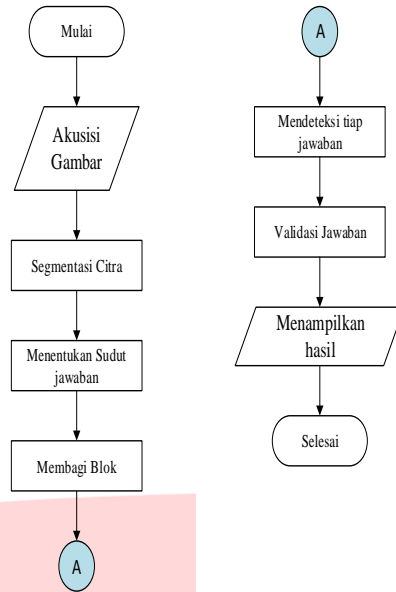 Mulai
Akusisi
Gambar
Segmentasi Citra
Menentukan Sudut
jawaban
Membagi Blok
A
A
Mendeteksi tiap
jawaban
Validasi Jawaban
Menampilkan
hasil
Selesai